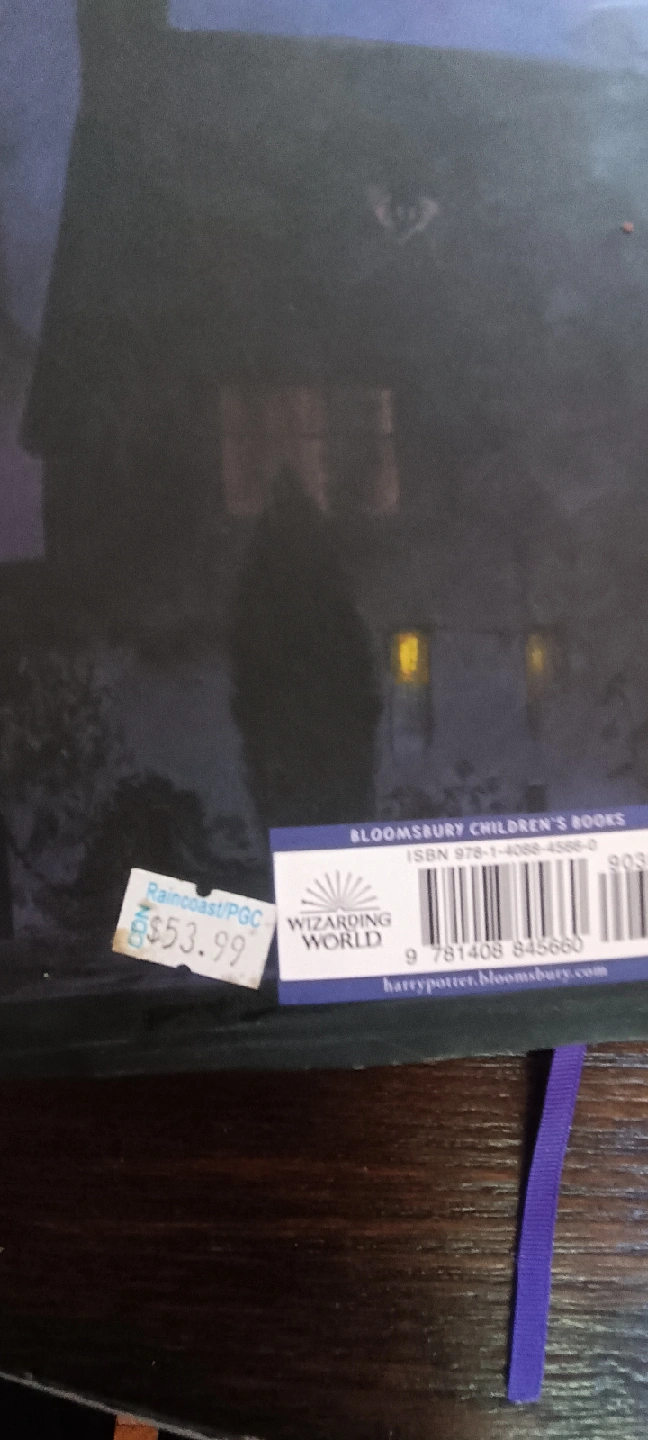 BLOOMSBURY CHILDREN'S BOOKS
ISBN 978-1-4088-4566-0
903
WIZARDING
WORLD
9 781408 845660
harrypotter.bloomsbury.com
Raincoast/PGC
CDN
$53.99